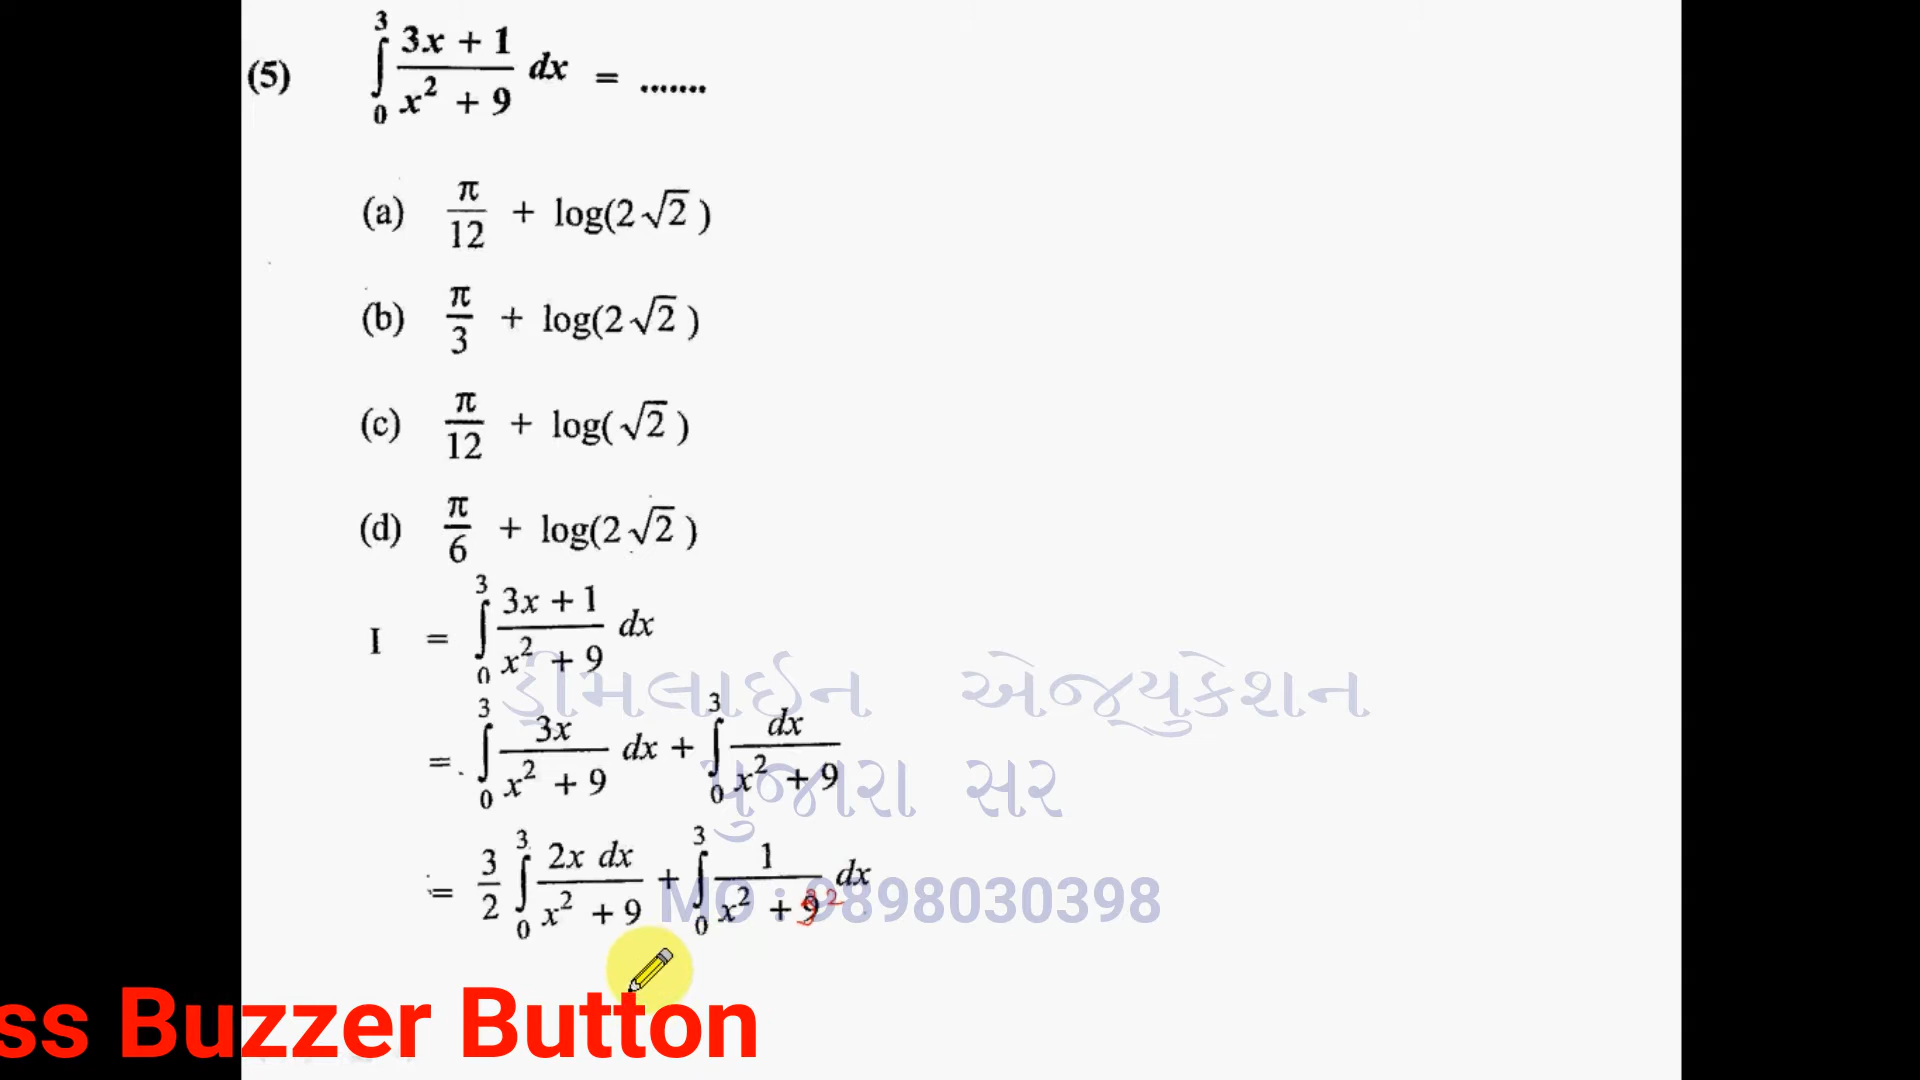 (5) ∫₀³ (3x + 1)/(x² + 9) dx = .......
(a) π/12 + log(2√2)
(b) π/3 + log(2√2)
(c) π/12 + log(√2)
(d) π/6 + log(2√2)
I = ∫₀³ (3x + 1)/(x² + 9) dx
= ∫₀³ 3x/(x² + 9) dx + ∫₀³ dx/(x² + 9)
= 3/2 ∫₀³ 2x dx/(x² + 9) + ∫₀³ 1/(x² + 9) dx
3²
ડ્રીમલાઈન એજ્યુકેશન
પુજારા સર
MO : 9898030398
ss Buzzer Button